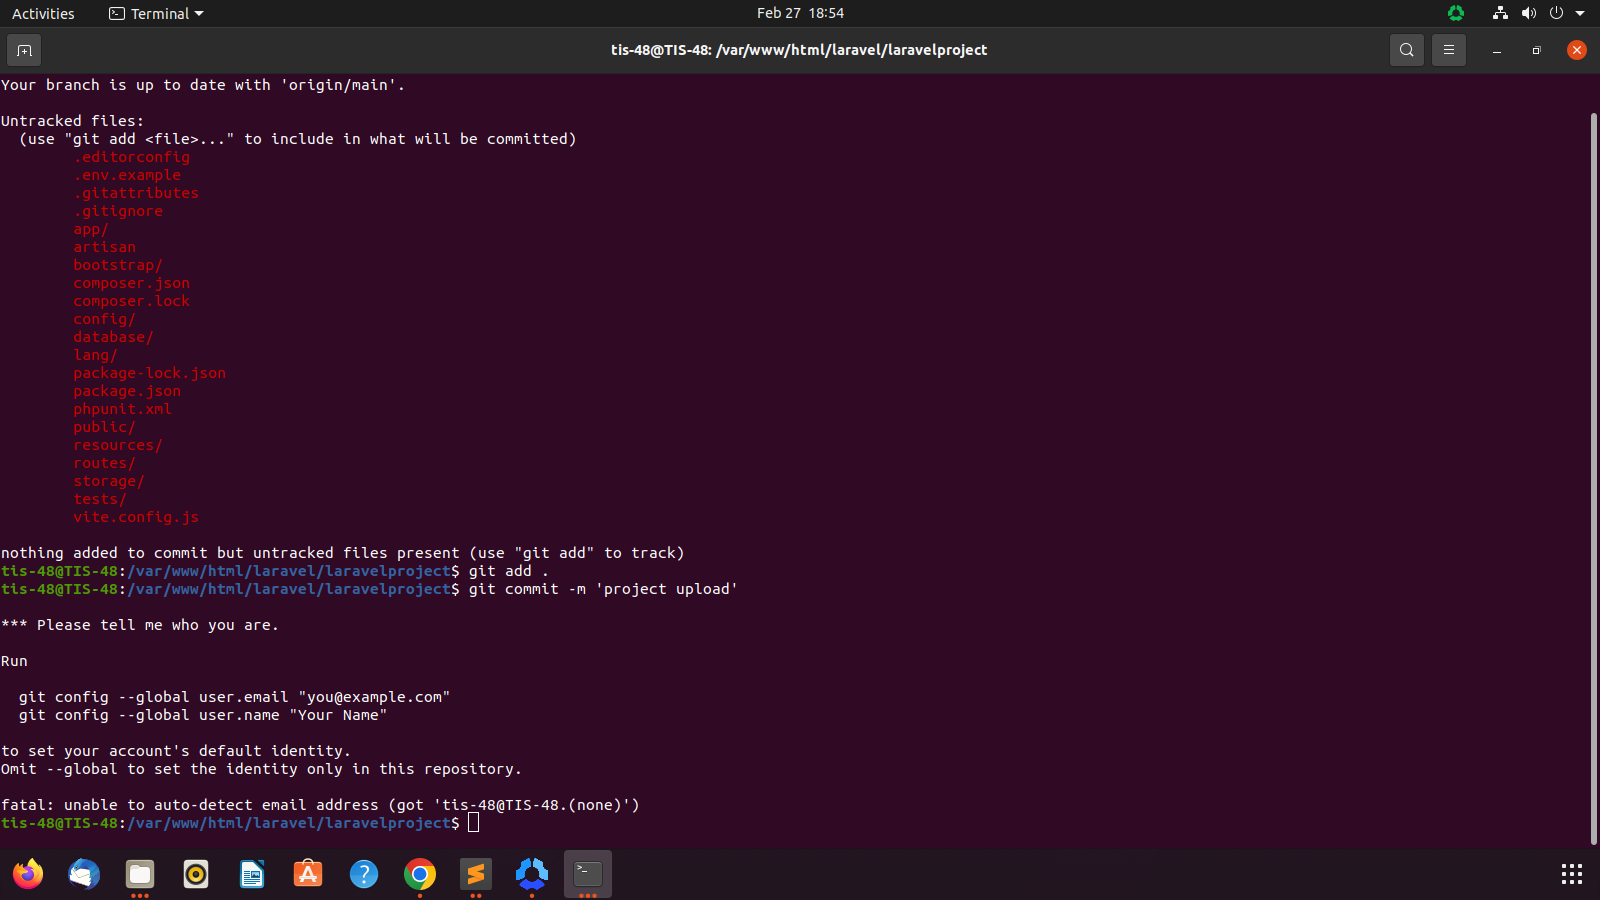 Activities
Terminal
Feb 27 18:54
tis-48@TIS-48: /var/www/html/laravel/laravelproject
Your branch is up to date with 'origin/main'.
Untracked files:
  (use "git add <file>..." to include in what will be committed)
        .editorconfig
        .env.example
        .gitattributes
        .gitignore
        app/
        artisan
        bootstrap/
        composer.json
        composer.lock
        config/
        database/
        lang/
        package-lock.json
        package.json
        phpunit.xml
        public/
        resources/
        routes/
        storage/
        tests/
        vite.config.js
nothing added to commit but untracked files present (use "git add" to track)
tis-48@TIS-48:/var/www/html/laravel/laravelproject$ git add .
tis-48@TIS-48:/var/www/html/laravel/laravelproject$ git commit -m 'project upload'
*** Please tell me who you are.
Run
  git config --global user.email "you@example.com"
  git config --global user.name "Your Name"
to set your account's default identity.
Omit --global to set the identity only in this repository.
fatal: unable to auto-detect email address (got 'tis-48@TIS-48.(none)')
tis-48@TIS-48:/var/www/html/laravel/laravelproject$